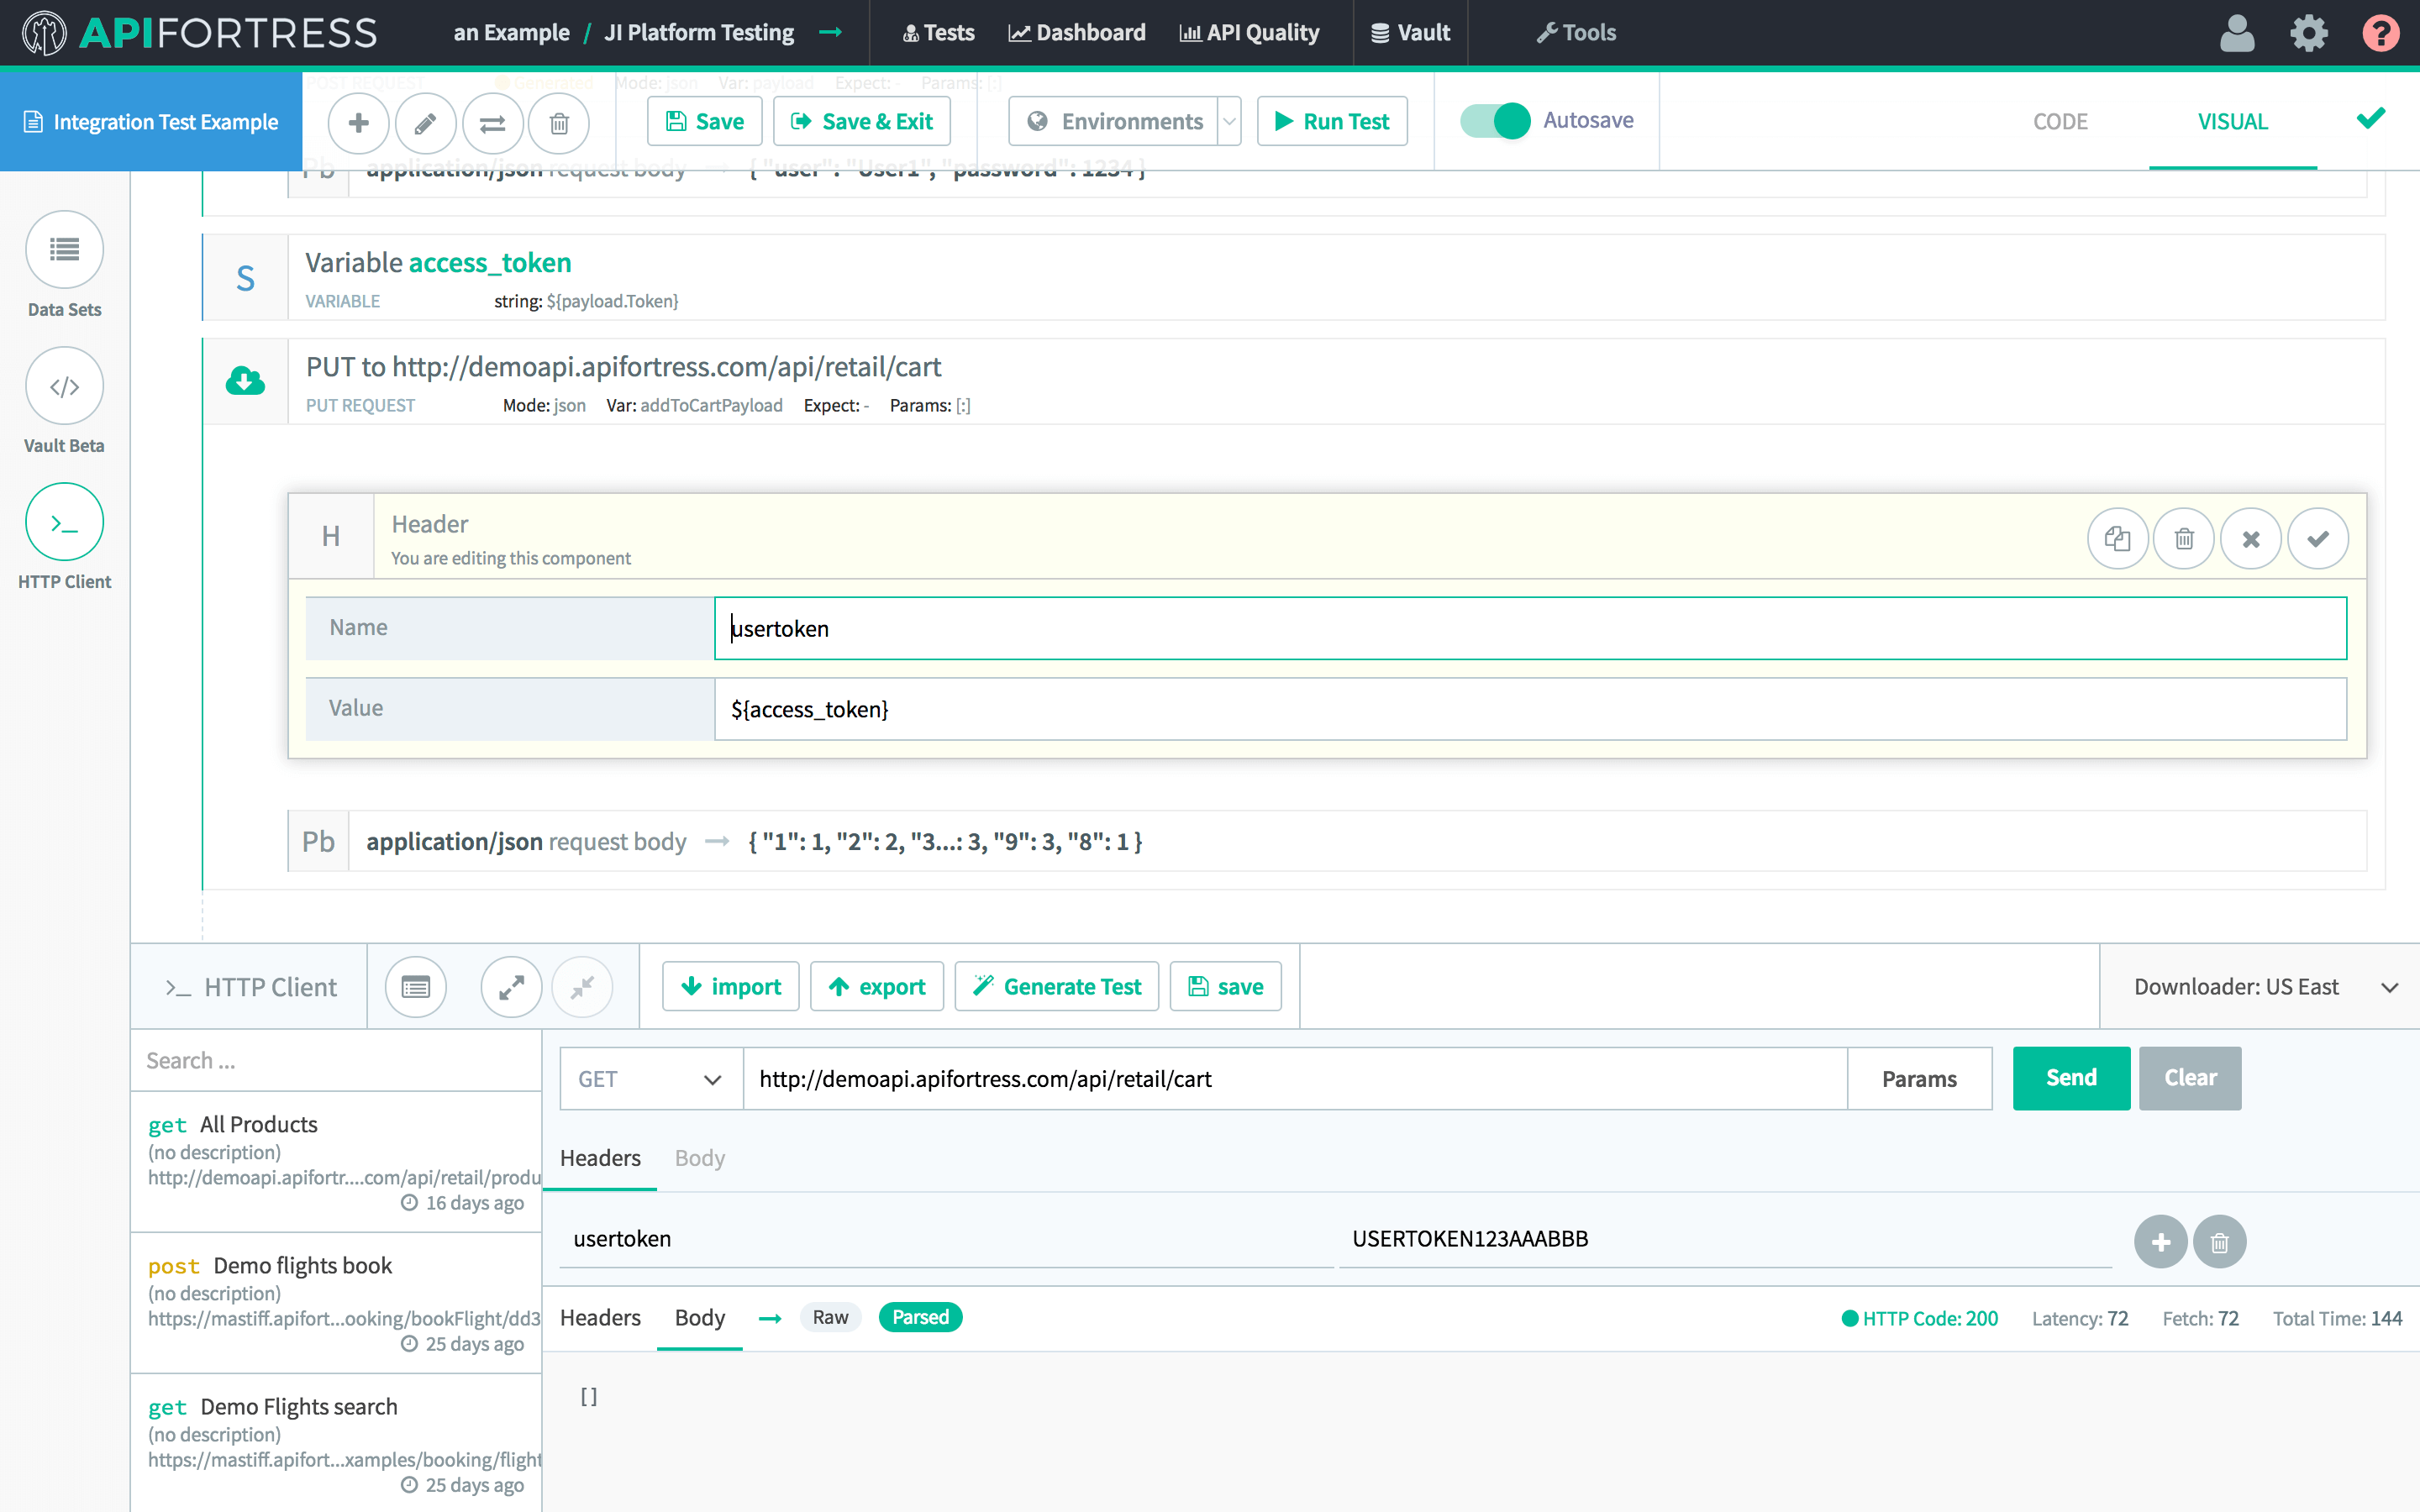 APIFORTRESS
an Example / JI Platform Testing
Tests
Dashboard
API Quality
Vault
Tools
?
POST REQUEST Generated Mode: json Var: payload Expect: - Params: [:]
Integration Test Example
Save
Save & Exit
Environments
Run Test
Autosave
CODE
VISUAL
Pb application/json request body → { "user": "User1", "password": 1234 }
Data Sets
Vault Beta
HTTP Client
S
Variable access_token
VARIABLE string: ${payload.Token}
PUT to http://demoapi.apifortress.com/api/retail/cart
PUT REQUEST Mode: json Var: addToCartPayload Expect: - Params: [:]
H
Header
You are editing this component
Name usertoken
Value ${access_token}
Pb application/json request body → { "1": 1, "2": 2, "3...: 3, "9": 3, "8": 1 }
>_ HTTP Client
import
export
Generate Test
save
Downloader: US East
Search ...
get All Products
(no description)
http://demoapi.apifortr....com/api/retail/produ
16 days ago
post Demo flights book
(no description)
https://mastiff.apifort...ooking/bookFlight/dd3
25 days ago
get Demo Flights search
(no description)
https://mastiff.apifort...xamples/booking/flight
25 days ago
GET http://demoapi.apifortress.com/api/retail/cart Params Send Clear
Headers Body
usertoken USERTOKEN123AAABBB
Headers Body → Raw Parsed HTTP Code: 200 Latency: 72 Fetch: 72 Total Time: 144
[]